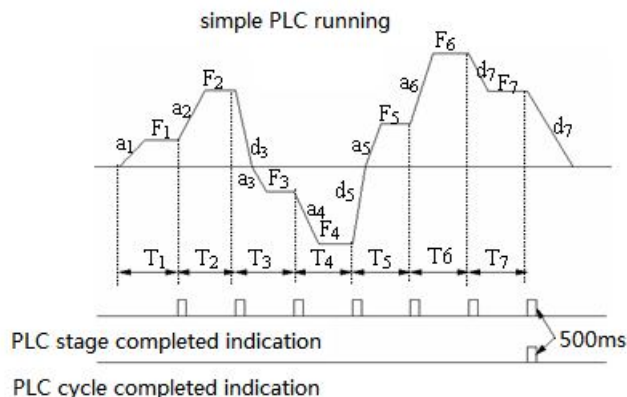 simple PLC running
F6
a6
d7
F7
F2
a2
F5
a5
d7
F1
a1
d3
a3
F3
d5
a4
F4
T1
T2
T3
T4
T5
T6
T7
PLC stage completed indication
500ms
PLC cycle completed indication